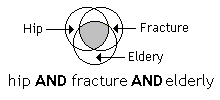 Hip
Fracture
Eldery
hip AND fracture AND elderly